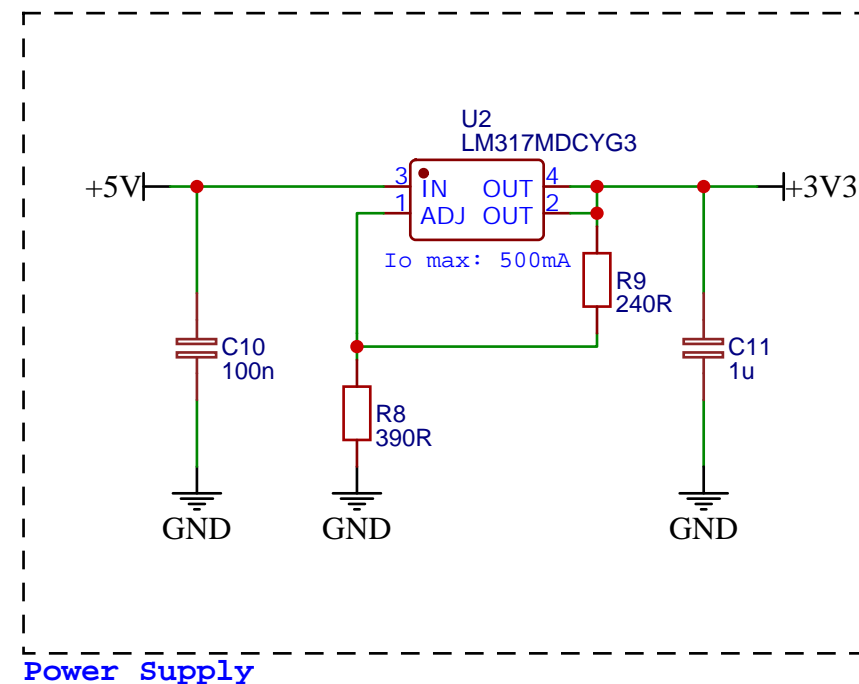 U2
LM317MDCYG3
+5V
3
IN
OUT
4
+3V3
1
ADJ
OUT
2
Io max: 500mA
R9
240R
C10
100n
C11
1u
R8
390R
GND
GND
GND
Power Supply